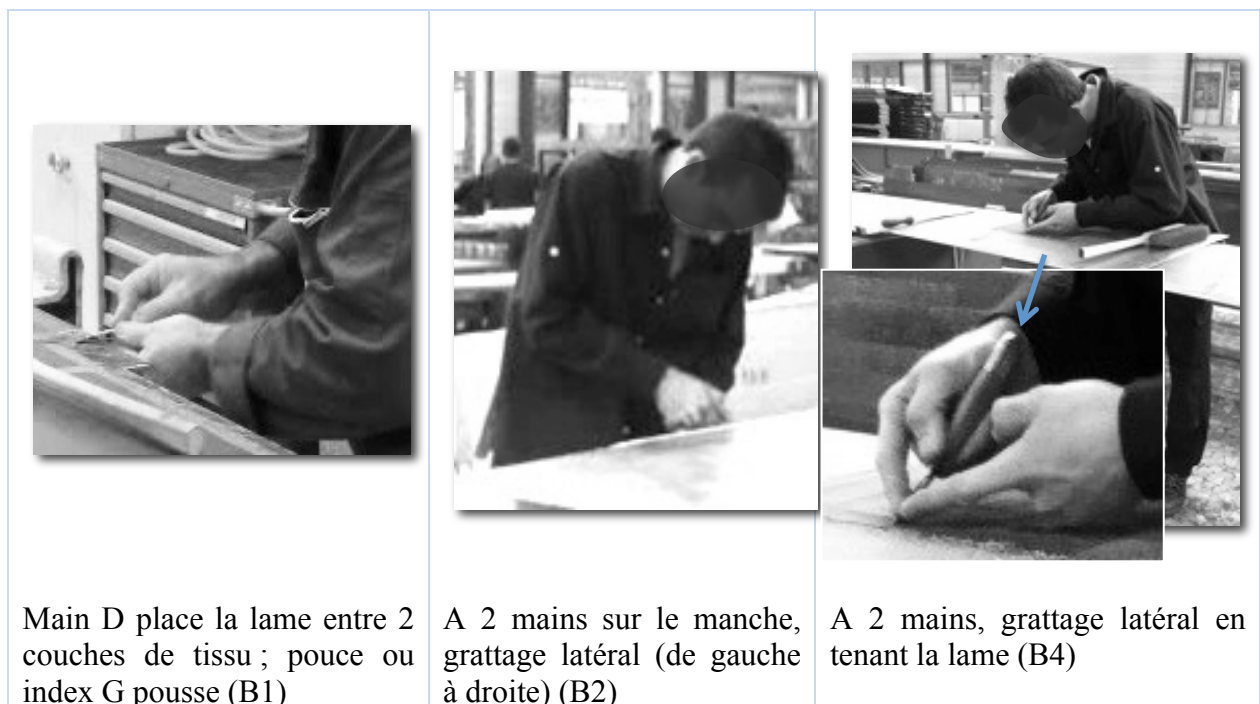 Main D place la lame entre 2
couches de tissu ; pouce ou
index G pousse (B1)
A 2 mains sur le manche,
grattage latéral (de gauche
à droite) (B2)
A 2 mains, grattage latéral en
tenant la lame (B4)